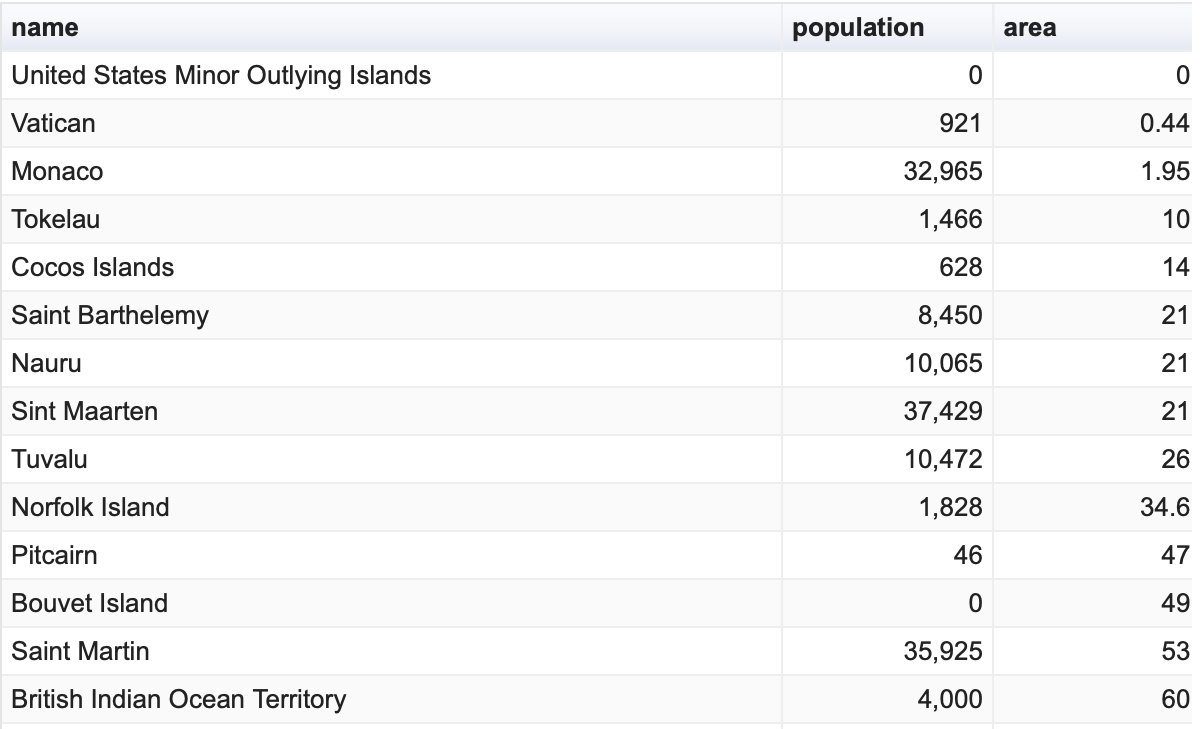 name population area
United States Minor Outlying Islands 0 0
Vatican 921 0.44
Monaco 32,965 1.95
Tokelau 1,466 10
Cocos Islands 628 14
Saint Barthelemy 8,450 21
Nauru 10,065 21
Sint Maarten 37,429 21
Tuvalu 10,472 26
Norfolk Island 1,828 34.6
Pitcairn 46 47
Bouvet Island 0 49
Saint Martin 35,925 53
British Indian Ocean Territory 4,000 60